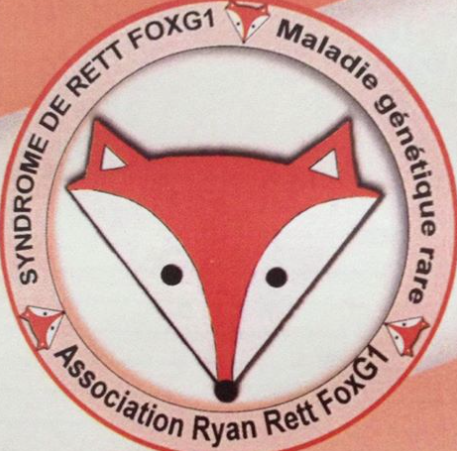 SYNDROME DE RETT FOXG1
Maladie génétique rare
Association Ryan Rett FoxG1